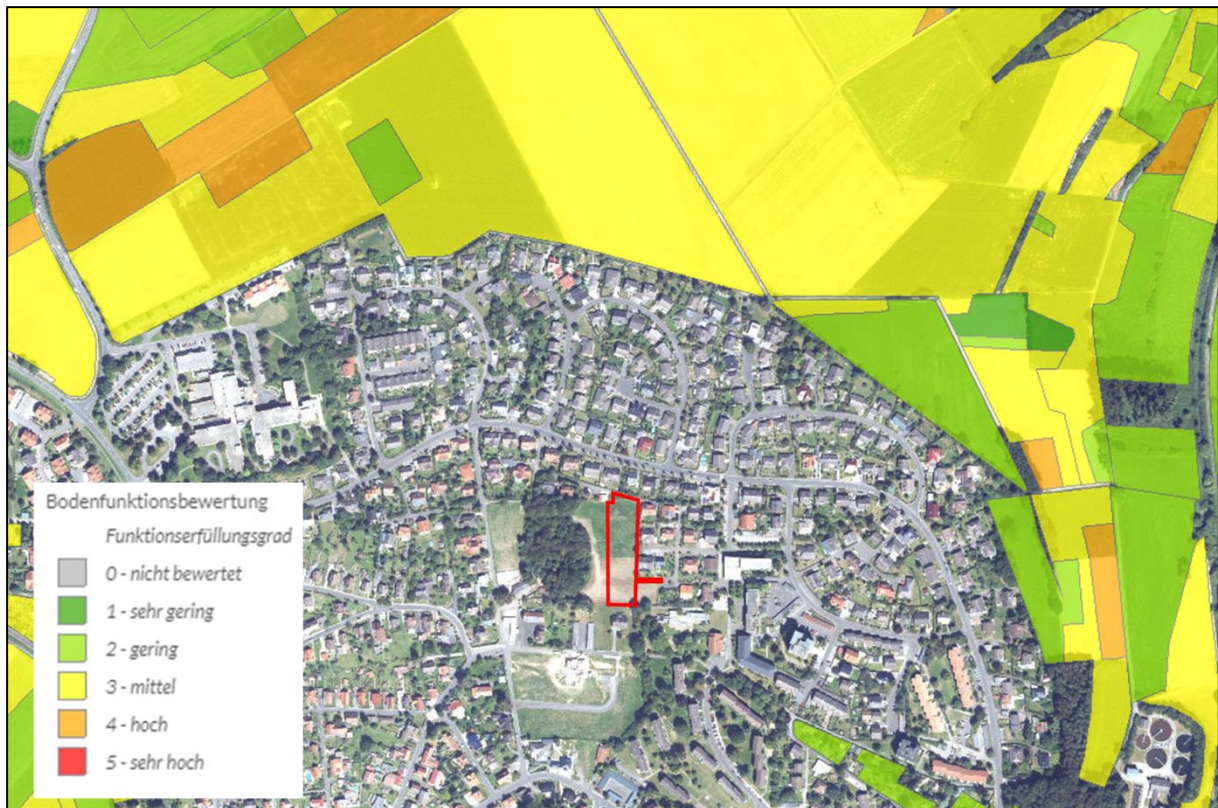 Bodenfunktionsbewertung
Funktionserfüllungsgrad
0 - nicht bewertet
1 - sehr gering
2 - gering
3 - mittel
4 - hoch
5 - sehr hoch